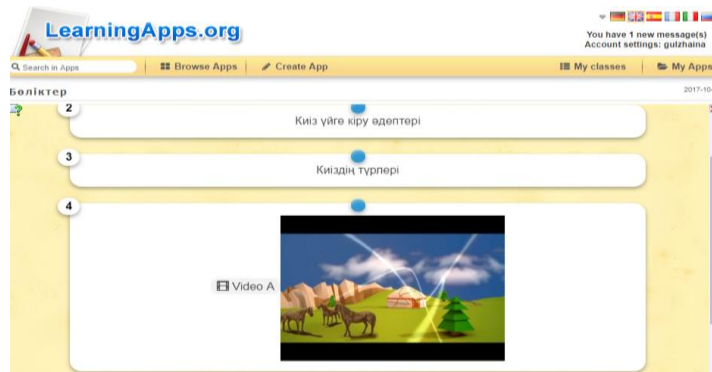 LearningApps.org
You have 1 new message(s)
Account settings: gulzhaina
Search in Apps
Browse Apps
Create App
My classes
My Apps
Бөліктер
2017-10-
2
Киіз үйге кіру әдептері
3
Киіздің түрлері
4
Video A